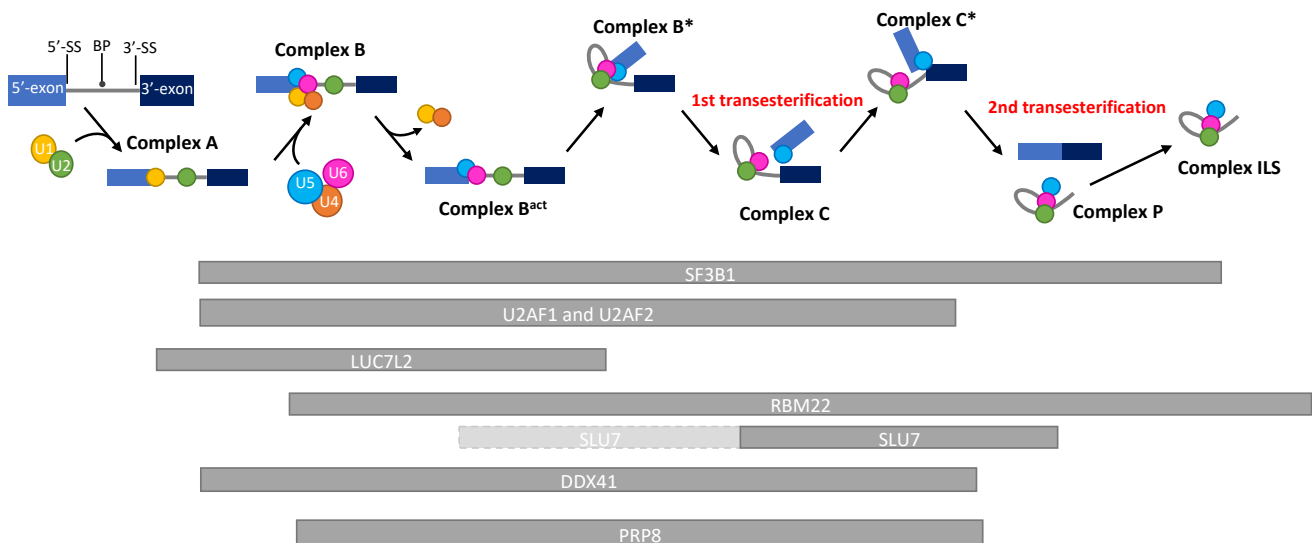 5’-SS
BP
3’-SS
5’-exon
3’-exon
U1
U2
Complex A
Complex B
U5
U6
U4
Complex Bact
Complex B*
1st transesterification
Complex C
Complex C*
2nd transesterification
Complex P
Complex ILS
SF3B1
U2AF1 and U2AF2
LUC7L2
RBM22
SLU7
SLU7
DDX41
PRP8